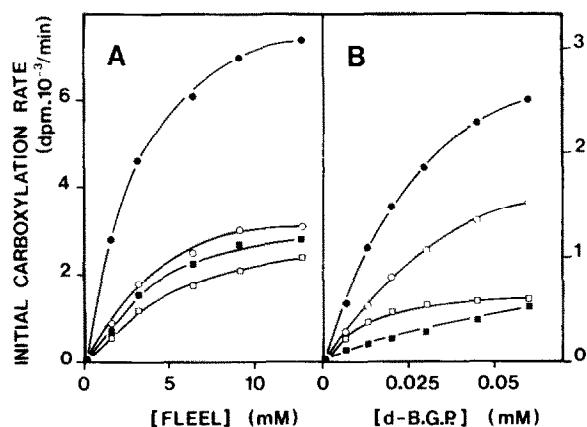 INITIAL CARBOXYLATION RATE
(dpm.10⁻³/min)
A
6
4
2
0
0 5 10
[FLEEL] (mM)
B
3
2
1
0
0 0.025 0.05
[d-B.G.P.] (mM)